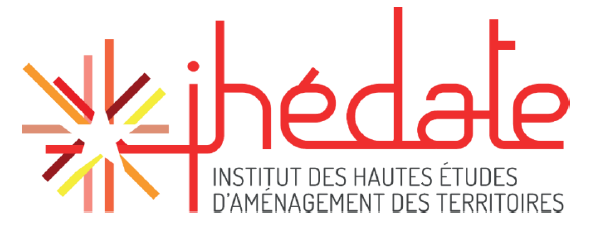 ihédate
INSTITUT DES HAUTES ÉTUDES
D'AMÉNAGEMENT DES TERRITOIRES